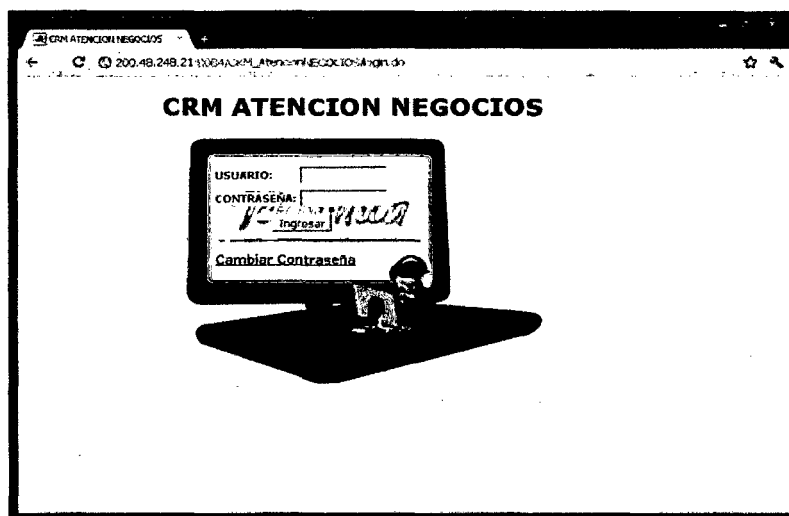 CRM ATENCION NEGOCIOS
CRM ATENCION NEGOCIOS
USUARIO:
CONTRASEÑA:
Ingresar
Cambiar Contraseña